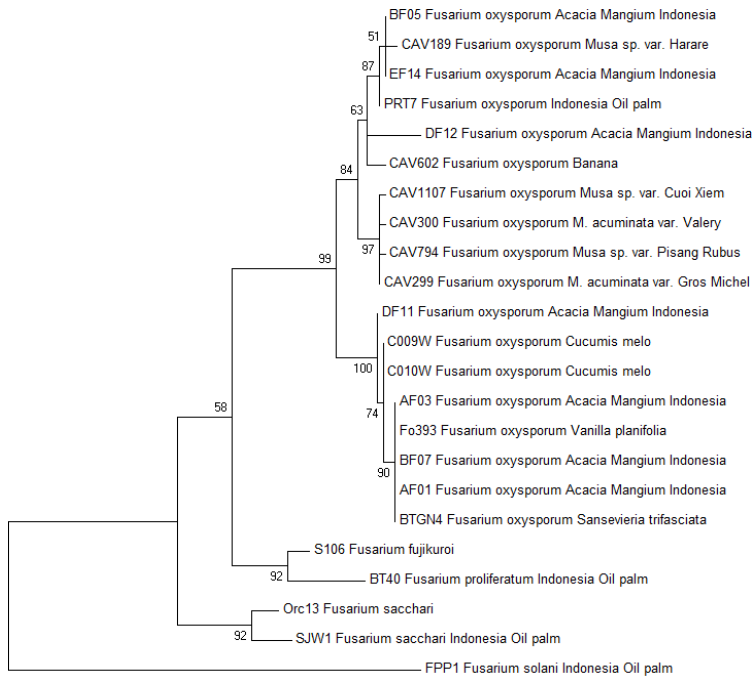 BF05 Fusarium oxysporum Acacia Mangium Indonesia
51
CAV189 Fusarium oxysporum Musa sp. var. Harare
87
EF14 Fusarium oxysporum Acacia Mangium Indonesia
PRT7 Fusarium oxysporum Indonesia Oil palm
63
DF12 Fusarium oxysporum Acacia Mangium Indonesia
84
CAV602 Fusarium oxysporum Banana
CAV1107 Fusarium oxysporum Musa sp. var. Cuoi Xiem
CAV300 Fusarium oxysporum M. acuminata var. Valery
97
CAV794 Fusarium oxysporum Musa sp. var. Pisang Rubus
99
CAV299 Fusarium oxysporum M. acuminata var. Gros Michel
DF11 Fusarium oxysporum Acacia Mangium Indonesia
C009W Fusarium oxysporum Cucumis melo
100
C010W Fusarium oxysporum Cucumis melo
AF03 Fusarium oxysporum Acacia Mangium Indonesia
74
58
Fo393 Fusarium oxysporum Vanilla planifolia
BF07 Fusarium oxysporum Acacia Mangium Indonesia
90
AF01 Fusarium oxysporum Acacia Mangium Indonesia
BTGN4 Fusarium oxysporum Sansevieria trifasciata
S106 Fusarium fujikuroi
92
BT40 Fusarium proliferatum Indonesia Oil palm
Orc13 Fusarium sacchari
92
SJW1 Fusarium sacchari Indonesia Oil palm
FPP1 Fusarium solani Indonesia Oil palm